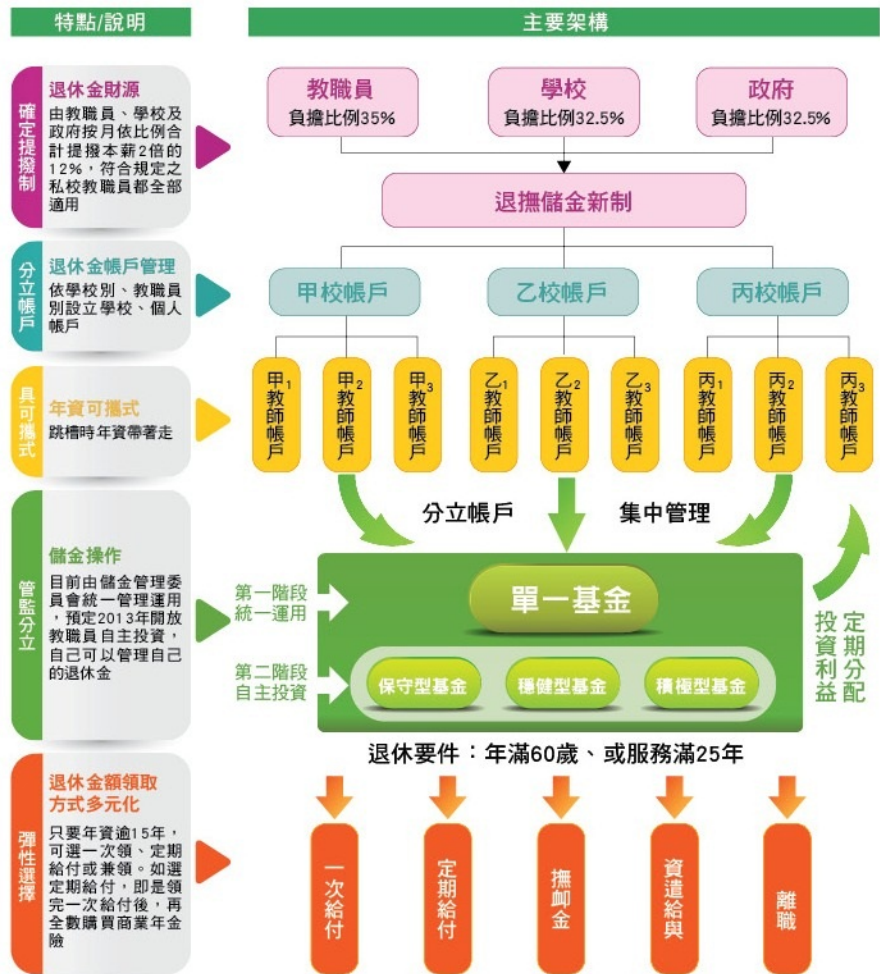 特點/說明
主要架構
確定提撥制
退休金財源
由教職員、學校及
政府按月依比例合
計提撥本薪2倍的
12%，符合規定之
私校教職員都全部
適用
教職員
負擔比例35%
學校
負擔比例32.5%
政府
負擔比例32.5%
退撫儲金新制
分立帳戶
退休金帳戶管理
依學校別、教職員
別設立學校、個人
帳戶
甲校帳戶
乙校帳戶
丙校帳戶
具可攜式
年資可攜式
跳槽時年資帶著走
甲1教師帳戶
甲2教師帳戶
甲3教師帳戶
乙1教師帳戶
乙2教師帳戶
乙3教師帳戶
丙1教師帳戶
丙2教師帳戶
丙3教師帳戶
分立帳戶
集中管理
管監分立
儲金操作
目前由儲金管理委
員會統一管理運用
，預定2013年開放
教職員自主投資，
自己可以管理自己
的退休金
第一階段
統一運用
單一基金
第二階段
自主投資
保守型基金
穩健型基金
積極型基金
定期分配
投資利益
退休要件：年滿60歲、或服務滿25年
彈性選擇
退休金額領取
方式多元化
只要年資逾15年，
可選一次領、定期
給付或兼領。如選
定期給付，即是領
完一次給付後，再
全數購買商業年金
險
一次給付
定期給付
撫卹金
資遣給與
離職